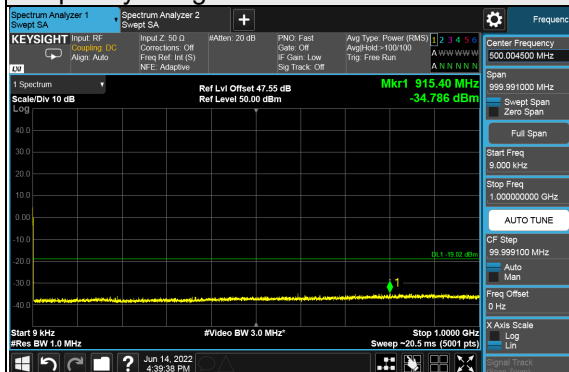 Spectrum Analyzer 1
Swept SA
Spectrum Analyzer 2
Swept SA
+
Frequenc
KEYSIGHT
Input: RF
Coupling: DC
Align: Auto
Input Z: 50 Ω
Corrections: Off
Freq Ref: Int (S)
NFE: Adaptive
#Atten: 20 dB
PNO: Fast
Gate: Off
IF Gain: Low
Sig Track: Off
Avg Type: Power (RMS)
Avg|Hold:>100/100
Trig: Free Run
1 2 3 4 5 6
A W W W W W
A N N N N N
LXI
1 Spectrum
Scale/Div 10 dB
Log
Ref Lvl Offset 47.55 dB
Ref Level 50.00 dBm
Mkr1 915.40 MHz
-34.786 dBm
40.0
30.0
20.0
10.0
0.00
-10.0
-20.0
-30.0
-40.0
DL1 -19.02 dBm
1
Start 9 kHz
#Res BW 1.0 MHz
#Video BW 3.0 MHz*
Stop 1.0000 GHz
Sweep ~20.5 ms (5001 pts)
Center Frequency
500.004500 MHz
Span
999.991000 MHz
Swept Span
Zero Span
Full Span
Start Freq
9.000 kHz
Stop Freq
1.000000000 GHz
AUTO TUNE
CF Step
99.999100 MHz
Auto
Man
Freq Offset
0 Hz
X Axis Scale
Log
Lin
Signal Track
?
Jun 14, 2022
4:39:38 PM